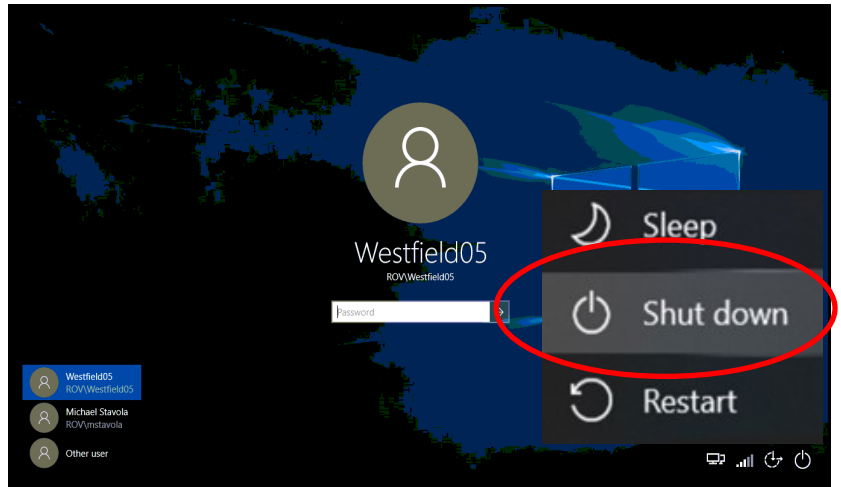 Westfield05
ROV\Westfield05
Password
Sleep
Shut down
Restart
Westfield05
ROV\Westfield05
Michael Stavola
ROV\mstavola
Other user